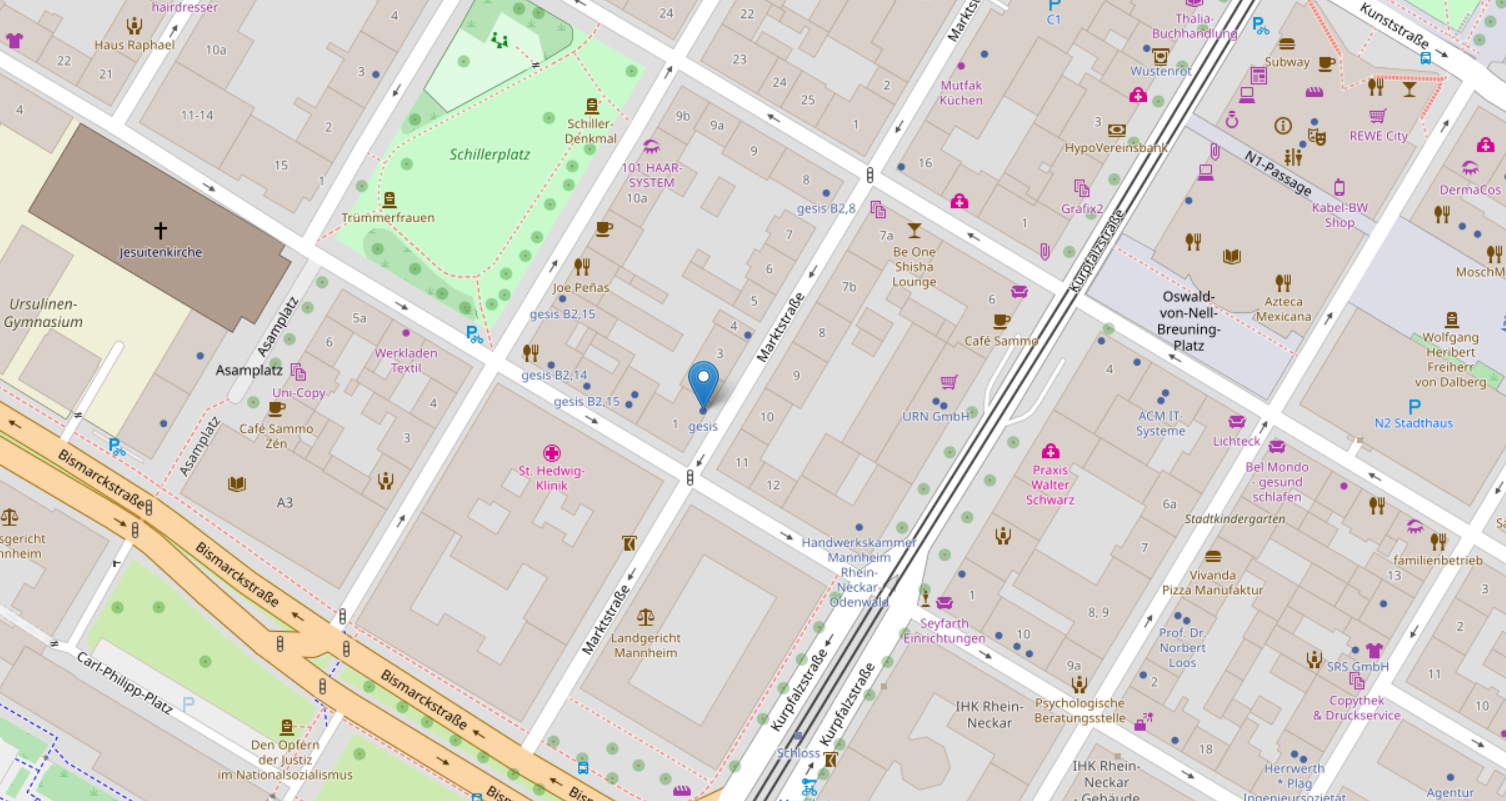 hairdresser
Haus Raphael
4
10a
22
21
3
11-14
2
4
15
1
24
22
23
24
25
2
1
Marktst
C1
Thalia-
Buchhandlung
Wüstenrot
Mutfak
Küchen
3
HypoVereinsbank
Kunststraße
Subway
REWE City
N1-Passage
DermaCos
Kabel-BW
Shop
MoschM
Schiller-
Denkmal
Schillerplatz
Trümmerfrauen
Jesuitenkirche
Ursulinen-
Gymnasium
9b
9a
9
101 HAAR-
SYSTEM
10a
8
gesis B2,8
16
7
7a
Be One
Shisha
Lounge
Grafix2
1
Kurpfalzstraße
Joe Peñas
gesis B2,15
6
5
7b
4
3
8
9
Marktstraße
6
Café Sammo
Oswald-
von-Nell-
Breuning-
Platz
Azteca
Mexicana
Wolfgang
Heribert
Freiherr
von Dalberg
Asamplatz
5a
6
Werkladen
Textil
Asamplatz
Uni-Copy
Café Sammo
Zén
4
3
Asamplatz
A3
gesis B2,14
gesis B2,15
1
gesis
10
11
12
URN GmbH
4
ACM IT-
Systeme
Lichteck
N2 Stadthaus
Bel Mondo
- gesund
schlafen
St. Hedwig-
Klinik
Praxis
Walter
Schwarz
6a
Stadtkindergarten
7
familienbetrieb
13
Bismarckstraße
Bismarckstraße
sgericht
nnheim
Handwerkskammer
Mannheim
Rhein-
Neckar-
Odenwald
1
Seyfarth
Einrichtungen
10
8, 9
Vivanda
Pizza Manufaktur
3
2
Prof. Dr.
Norbert
Loos
SRS GmbH
11
Marktstraße
Landgericht
Mannheim
Kurpfalzstraße
Kurpfalzstraße
9a
2
Psychologische
Beratungsstelle
Copythek
& Druckservice
10
Carl-Philipp-Platz
P
Bismarckstraße
Den Opfern
der Justiz
im Nationalsozialismus
Schloss
IHK Rhein-
Neckar
18
IHK Rhein-
Neckar
- Gebäude
Herrwerth
* Plag
Ingenieursozietät
Agentur
Bism
Bisr